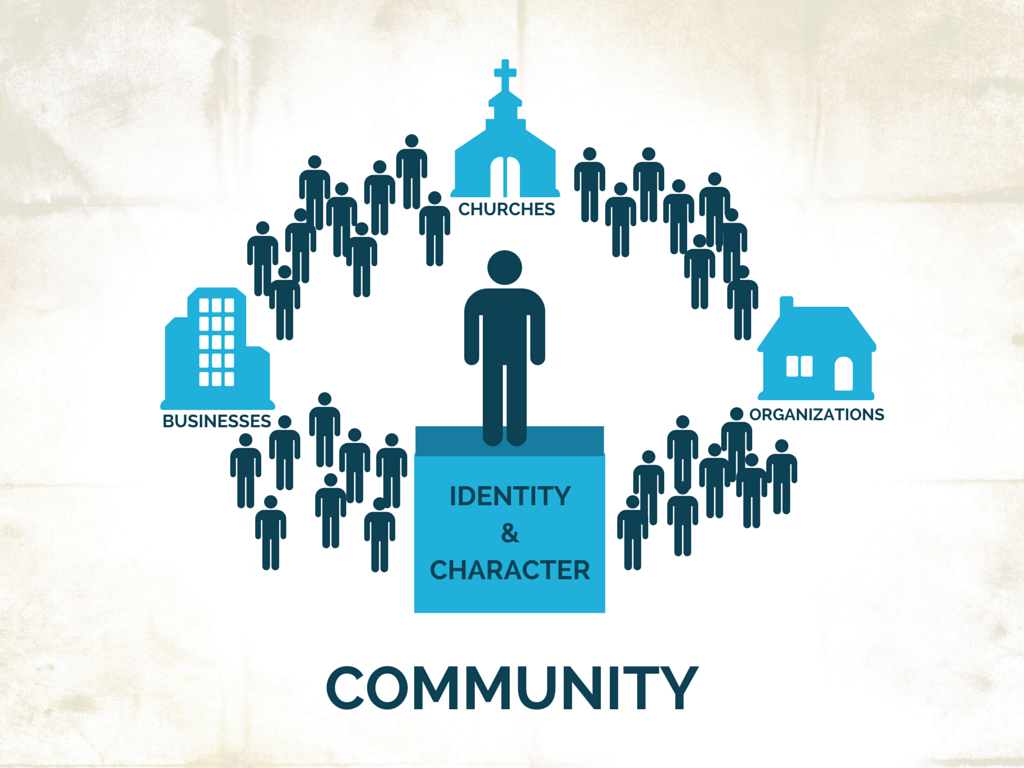 CHURCHES
BUSINESSES
ORGANIZATIONS
IDENTITY
&
CHARACTER
COMMUNITY